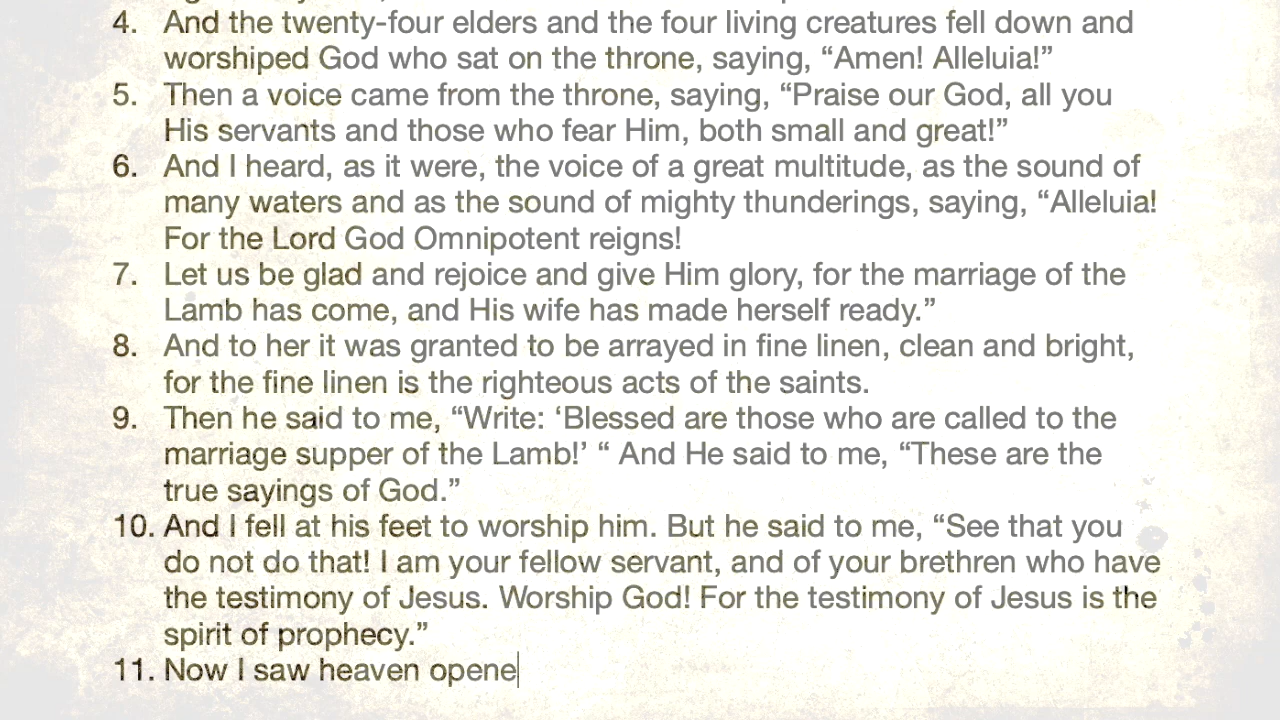 4. And the twenty-four elders and the four living creatures fell down and
worshiped God who sat on the throne, saying, “Amen! Alleluia!”
5. Then a voice came from the throne, saying, “Praise our God, all you
His servants and those who fear Him, both small and great!”
6. And I heard, as it were, the voice of a great multitude, as the sound of
many waters and as the sound of mighty thunderings, saying, “Alleluia!
For the Lord God Omnipotent reigns!
7. Let us be glad and rejoice and give Him glory, for the marriage of the
Lamb has come, and His wife has made herself ready.”
8. And to her it was granted to be arrayed in fine linen, clean and bright,
for the fine linen is the righteous acts of the saints.
9. Then he said to me, “Write: ‘Blessed are those who are called to the
marriage supper of the Lamb!’ “ And He said to me, “These are the
true sayings of God.”
10. And I fell at his feet to worship him. But he said to me, “See that you
do not do that! I am your fellow servant, and of your brethren who have
the testimony of Jesus. Worship God! For the testimony of Jesus is the
spirit of prophecy.”
11. Now I saw heaven opene